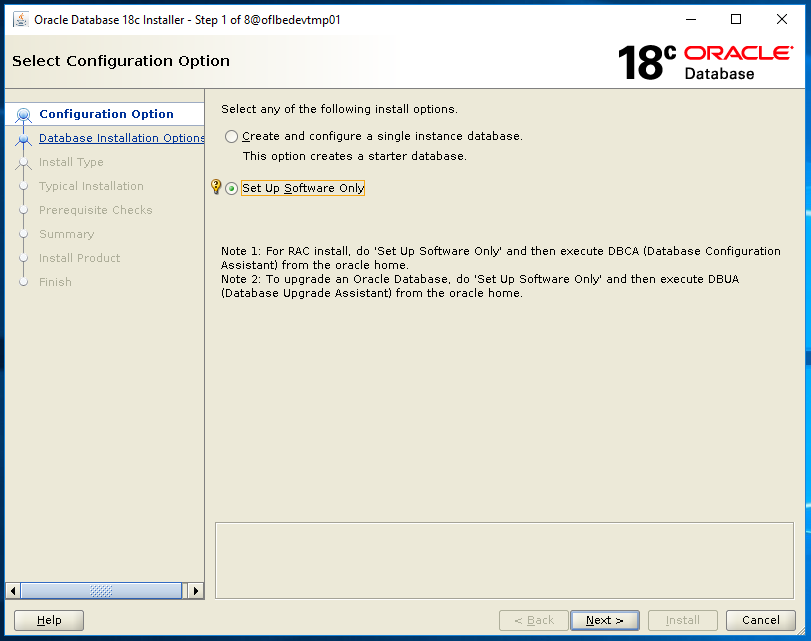 Oracle Database 18c Installer - Step 1 of 8@oflbedevtmp01
Select Configuration Option
18c ORACLE
Database
Configuration Option
Database Installation Options
Install Type
Typical Installation
Prerequisite Checks
Summary
Install Product
Finish
Select any of the following install options.
Create and configure a single instance database.
This option creates a starter database.
Set Up Software Only
Note 1: For RAC install, do 'Set Up Software Only' and then execute DBCA (Database Configuration
Assistant) from the oracle home.
Note 2: To upgrade an Oracle Database, do 'Set Up Software Only' and then execute DBUA
(Database Upgrade Assistant) from the oracle home.
Help
< Back
Next >
Install
Cancel